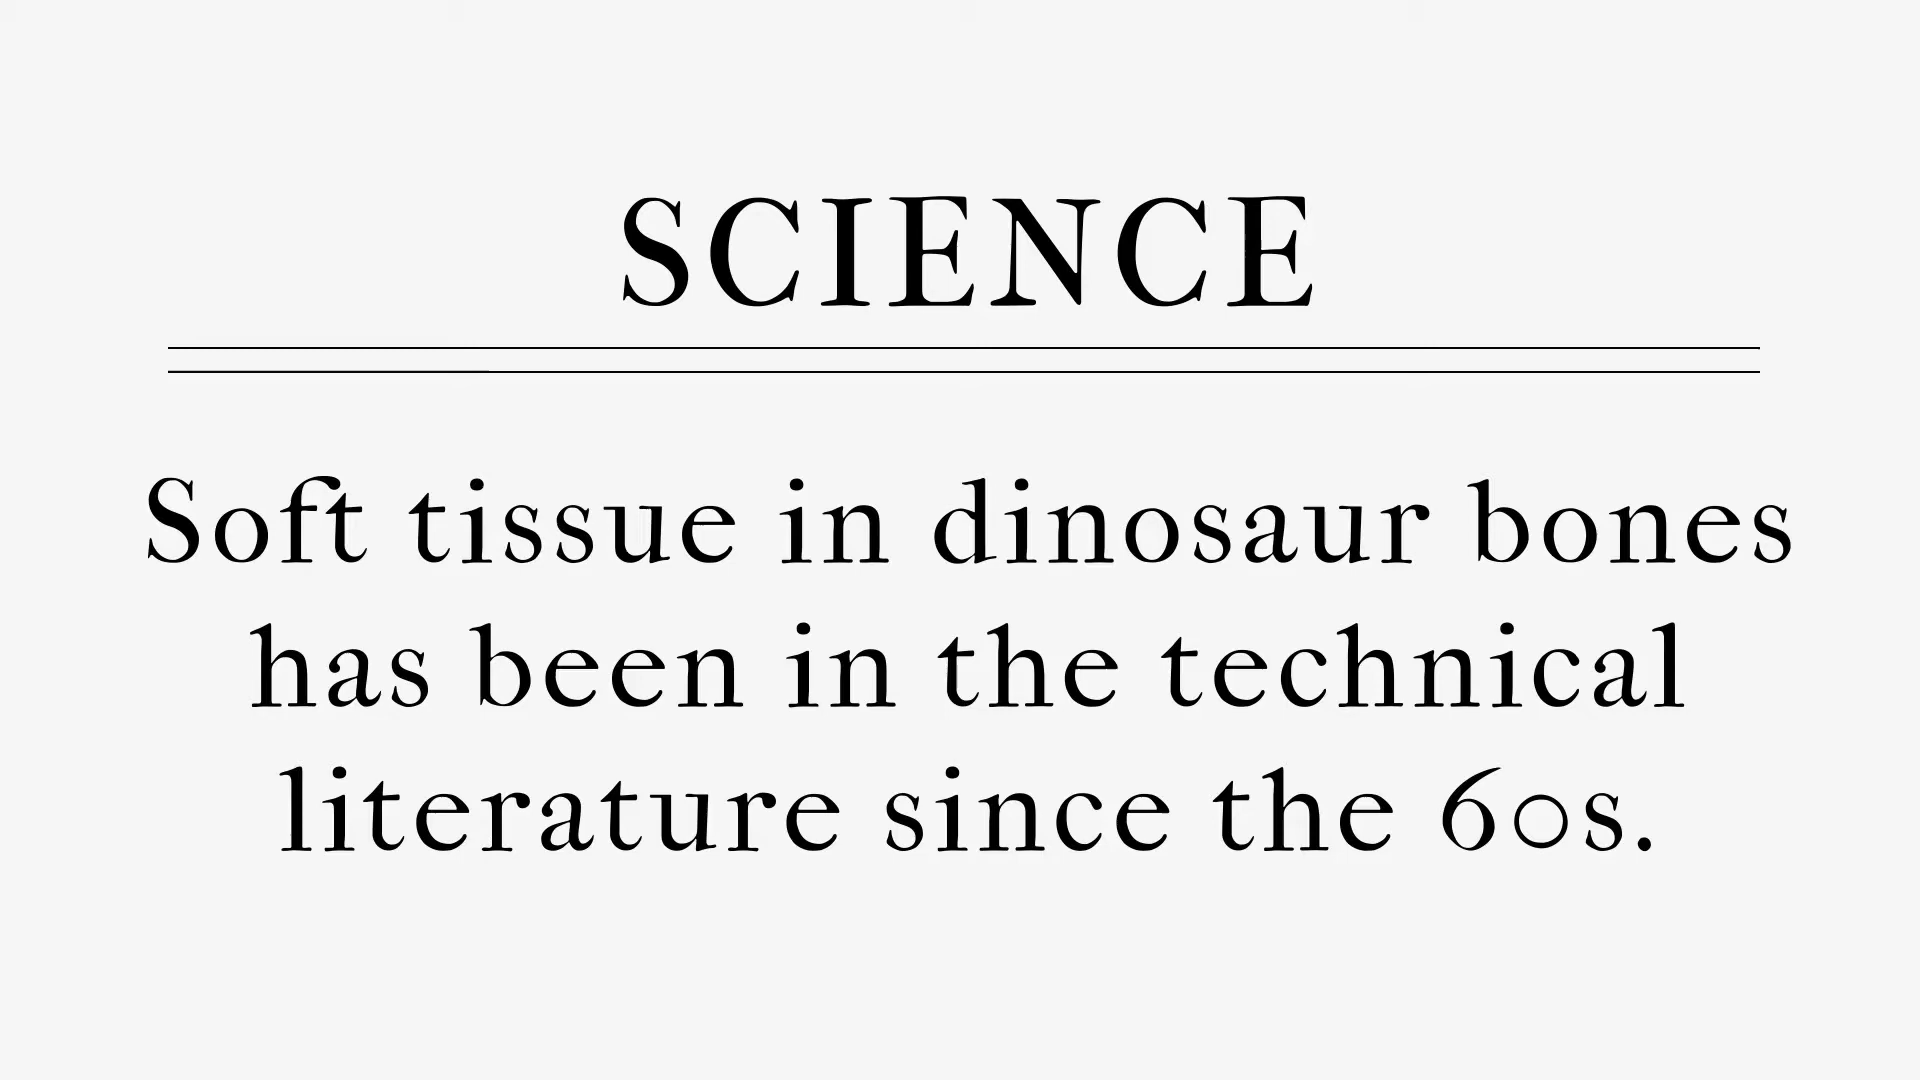 SCIENCE
Soft tissue in dinosaur bones
has been in the technical
literature since the 60s.